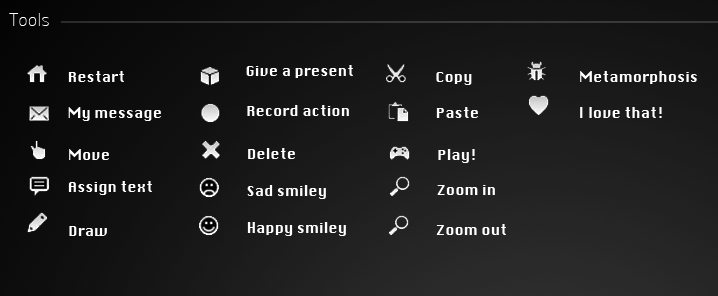 Tools
Restart
My message
Move
Assign text
Draw
Give a present
Record action
Delete
Sad smiley
Happy smiley
Copy
Paste
Play!
Zoom in
Zoom out
Metamorphosis
I love that!